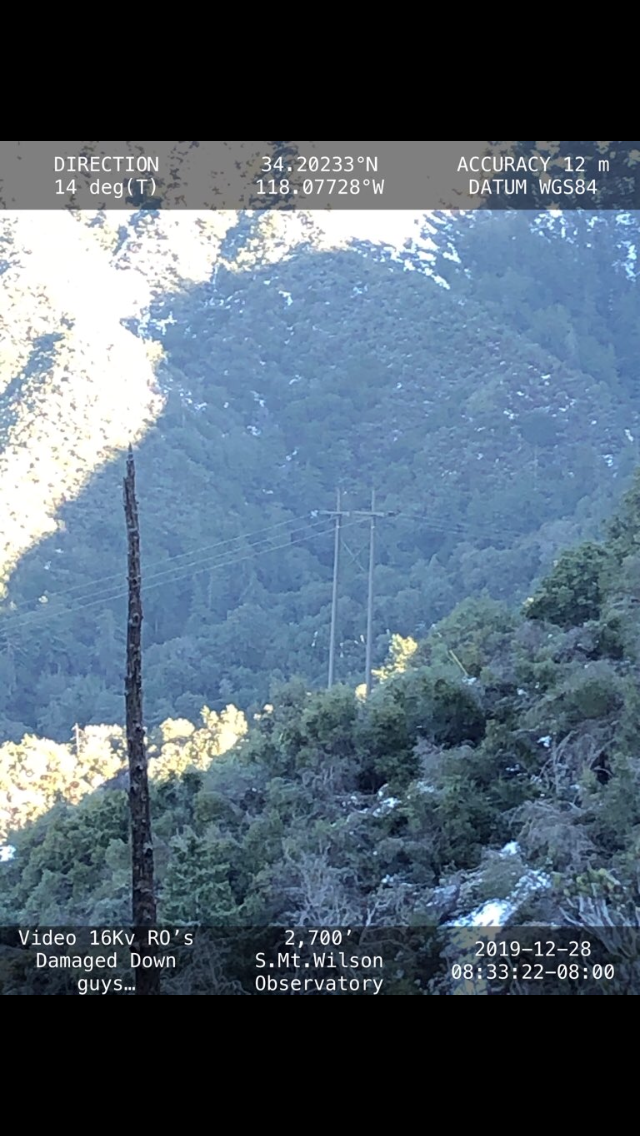 DIRECTION
14 deg(T)
34.20233°N
118.07728°W
ACCURACY 12 m
DATUM WGS84
Video 16Kv RO’s
Damaged Down
guys…
2,700’
S.Mt.Wilson
Observatory
2019-12-28
08:33:22-08:00